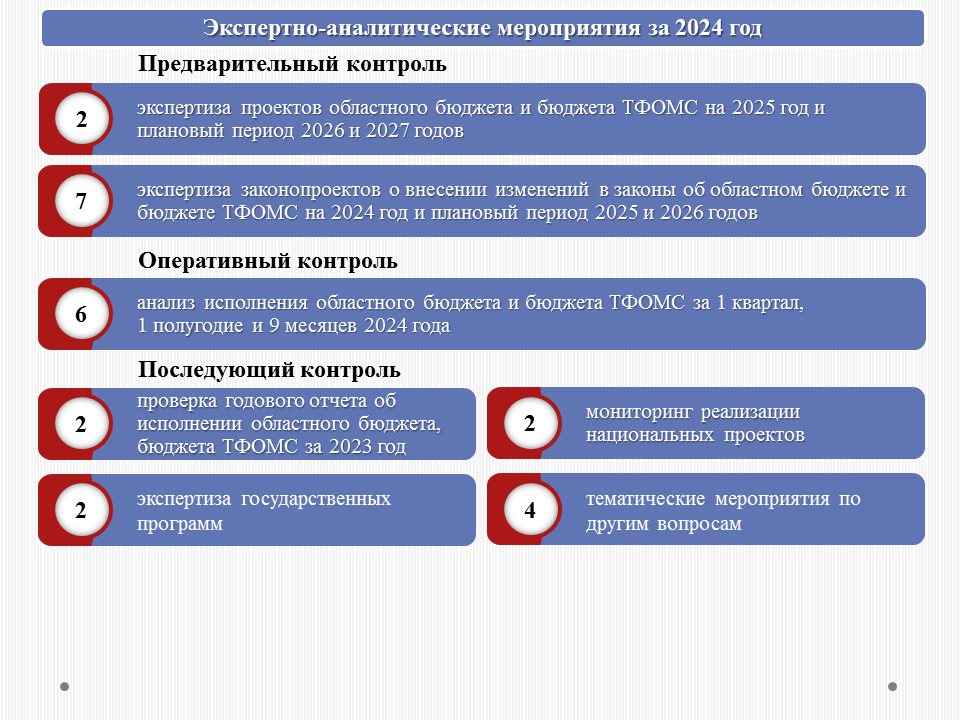 Экспертно-аналитические мероприятия за 2024 год
Предварительный контроль
2
экспертиза проектов областного бюджета и бюджета ТФОМС на 2025 год и
плановый период 2026 и 2027 годов
7
экспертиза законопроектов о внесении изменений в законы об областном бюджете и
бюджете ТФОМС на 2024 год и плановый период 2025 и 2026 годов
Оперативный контроль
6
анализ исполнения областного бюджета и бюджета ТФОМС за 1 квартал,
1 полугодие и 9 месяцев 2024 года
Последующий контроль
2
проверка годового отчета об
исполнении областного бюджета,
бюджета ТФОМС за 2023 год
2
мониторинг реализации
национальных проектов
2
экспертиза государственных
программ
4
тематические мероприятия по
другим вопросам